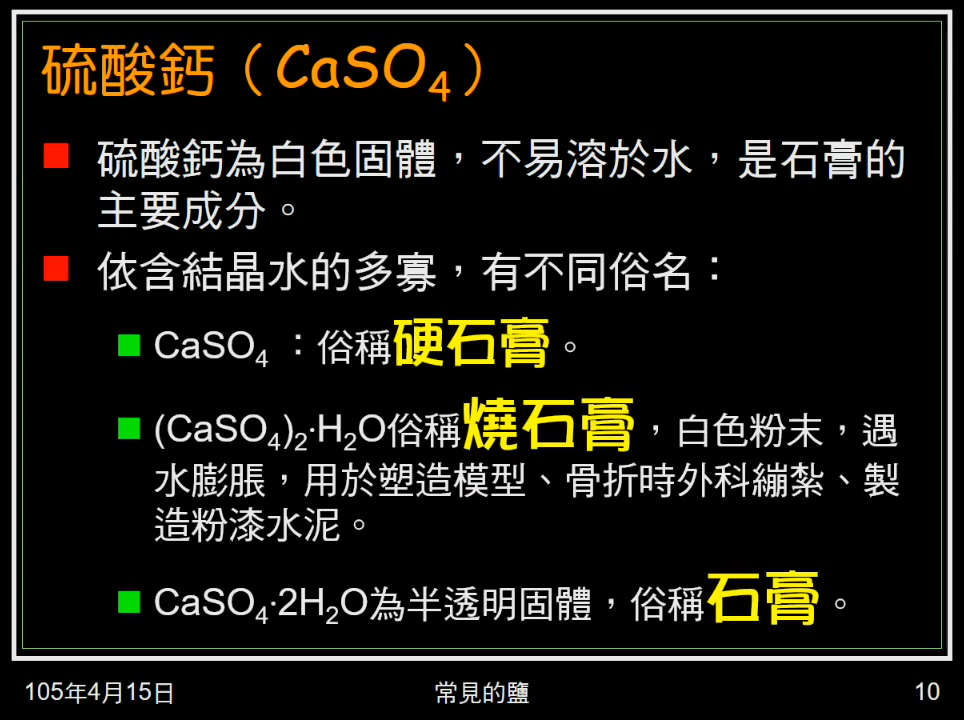 硫酸鈣（CaSO₄）
硫酸鈣為白色固體，不易溶於水，是石膏的
主要成分。
依含結晶水的多寡，有不同俗名：
CaSO₄ ：俗稱硬石膏。
(CaSO₄)₂·H₂O俗稱燒石膏，白色粉末，遇
水膨脹，用於塑造模型、骨折時外科繃紮、製
造粉漆水泥。
CaSO₄·2H₂O為半透明固體，俗稱石膏。
105年4月15日
常見的鹽
10